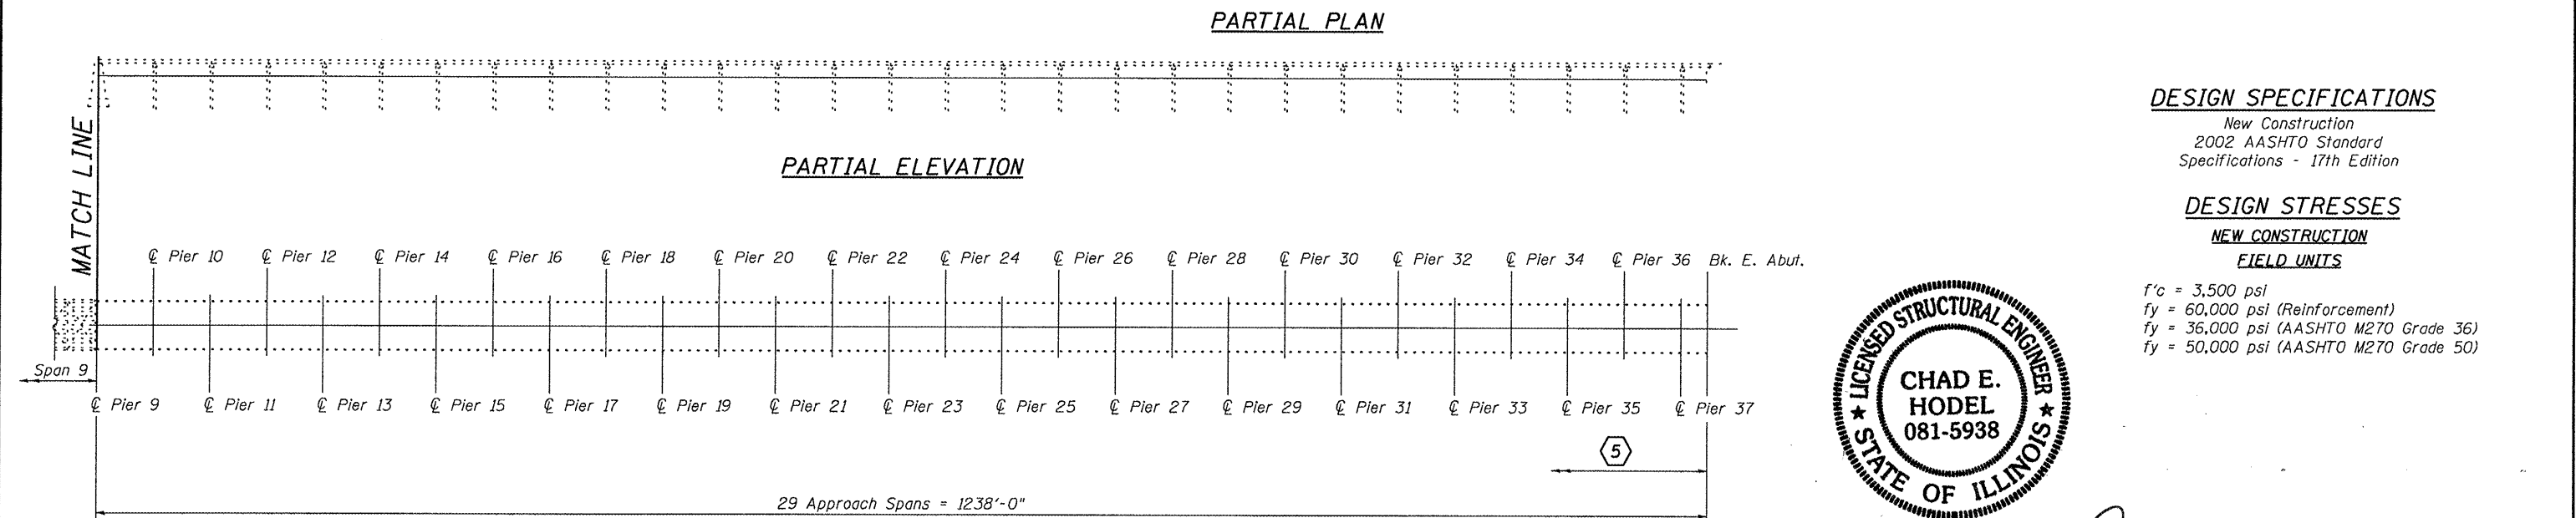 PARTIAL PLAN
MATCH LINE
PARTIAL ELEVATION
℄ Pier 10 ℄ Pier 12 ℄ Pier 14 ℄ Pier 16 ℄ Pier 18 ℄ Pier 20 ℄ Pier 22 ℄ Pier 24 ℄ Pier 26 ℄ Pier 28 ℄ Pier 30 ℄ Pier 32 ℄ Pier 34 ℄ Pier 36 Bk. E. Abut.
Span 9
℄ Pier 9 ℄ Pier 11 ℄ Pier 13 ℄ Pier 15 ℄ Pier 17 ℄ Pier 19 ℄ Pier 21 ℄ Pier 23 ℄ Pier 25 ℄ Pier 27 ℄ Pier 29 ℄ Pier 31 ℄ Pier 33 ℄ Pier 35 ℄ Pier 37
5
29 Approach Spans = 1238'-0"
LICENSED STRUCTURAL ENGINEER
CHAD E.
HODEL
081-5938
★ STATE OF ILLINOIS ★
DESIGN SPECIFICATIONS
New Construction
2002 AASHTO Standard
Specifications - 17th Edition
DESIGN STRESSES
NEW CONSTRUCTION
FIELD UNITS
f'c = 3,500 psi
fy = 60,000 psi (Reinforcement)
fy = 36,000 psi (AASHTO M270 Grade 36)
fy = 50,000 psi (AASHTO M270 Grade 50)